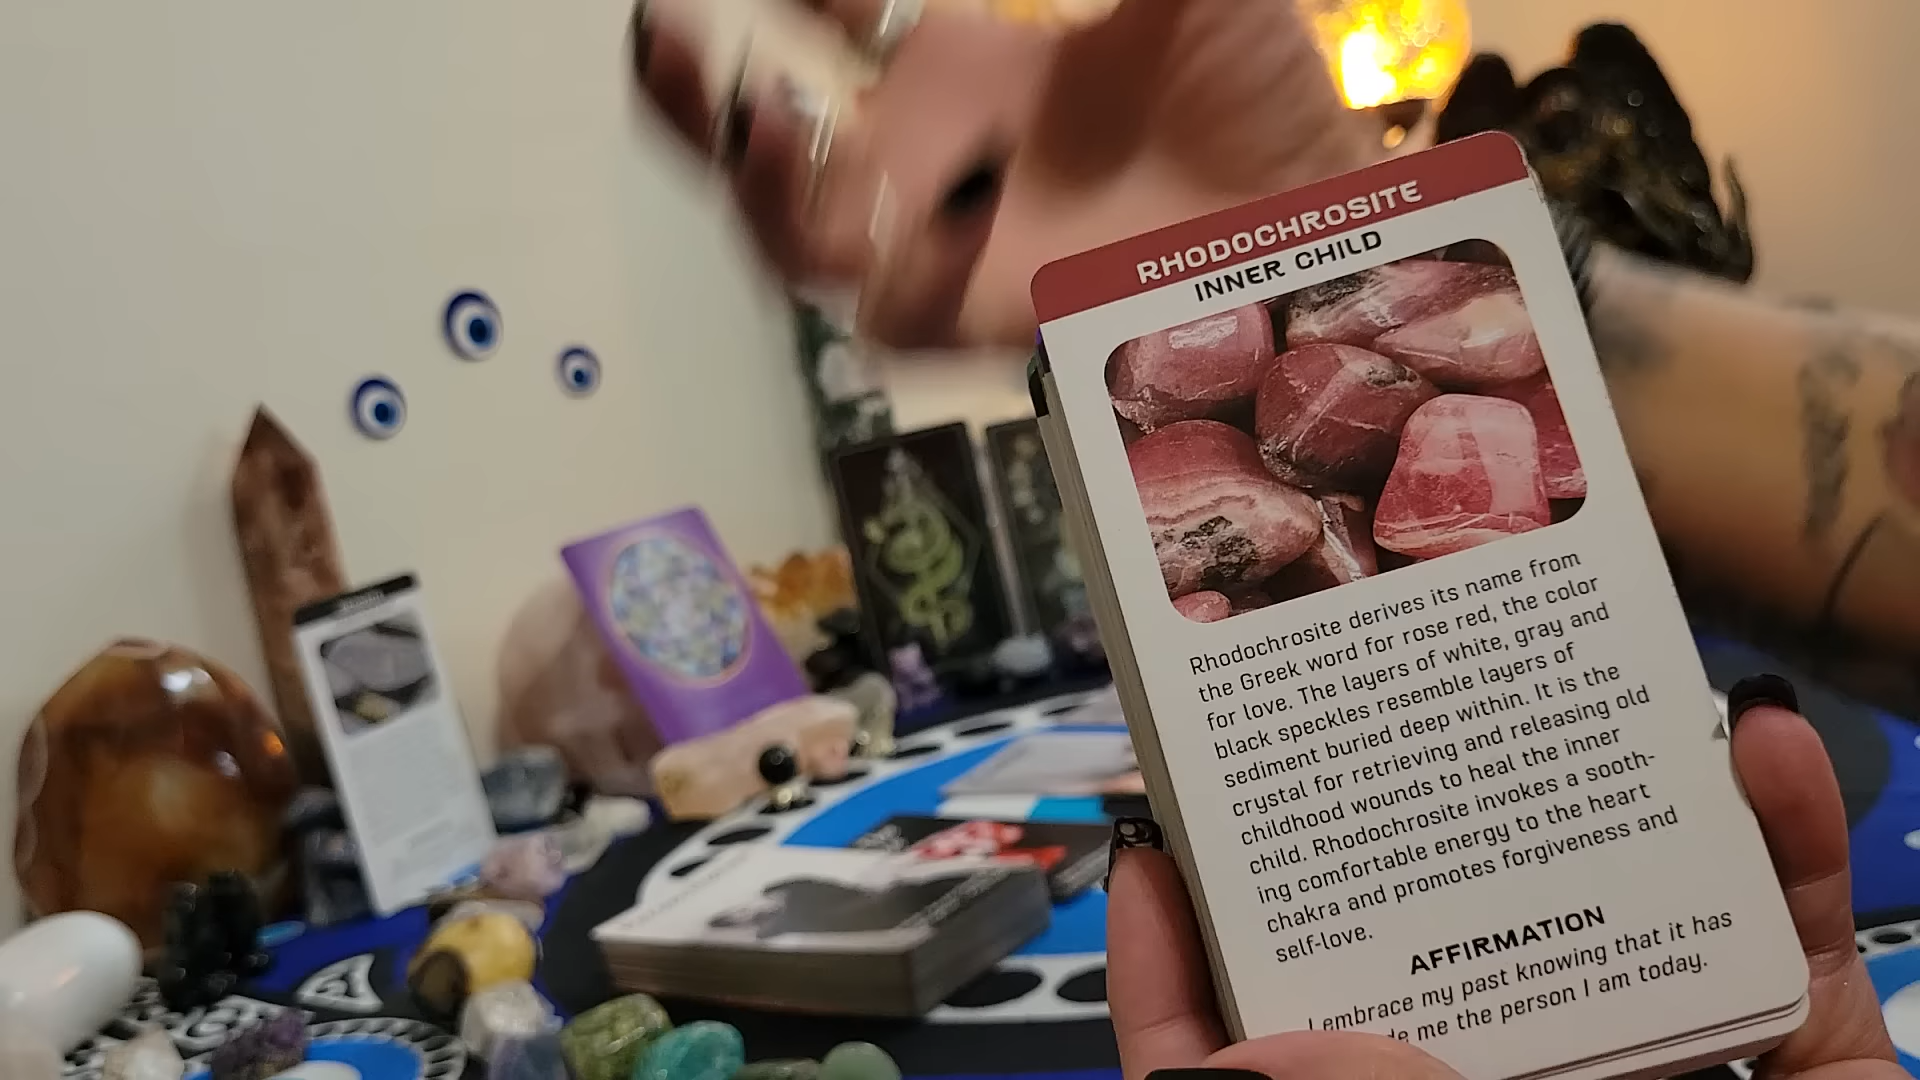 RHODOCHROSITE
INNER CHILD
Rhodochrosite derives its name from
the Greek word for rose red, the color
for love. The layers of white, gray and
black speckles resemble layers of
sediment buried deep within. It is the
crystal for retrieving and releasing old
childhood wounds to heal the inner
child. Rhodochrosite invokes a sooth-
ing comfortable energy to the heart
chakra and promotes forgiveness and
self-love.
AFFIRMATION
I embrace my past knowing that it has
me the person I am today.